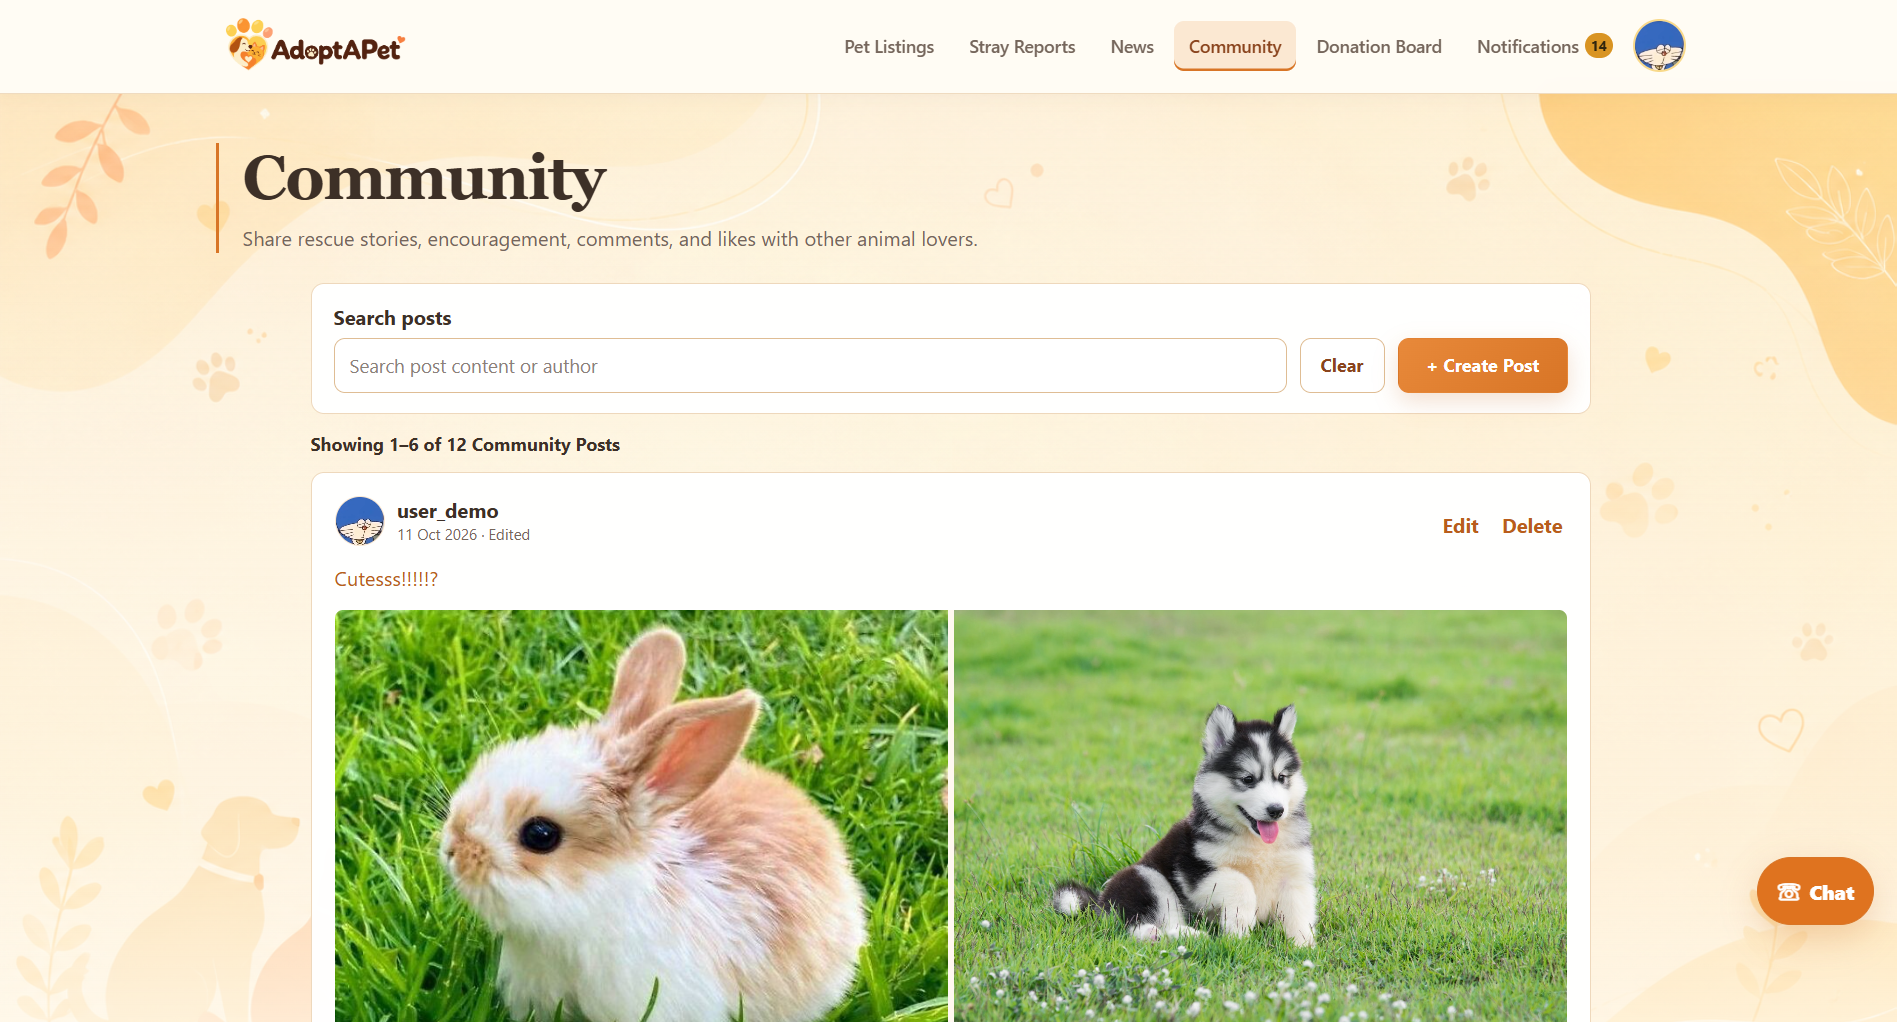 AdoptAPet
Pet Listings
Stray Reports
News
Community
Donation Board
Notifications 14
Community
Share rescue stories, encouragement, comments, and likes with other animal lovers.
Search posts
Search post content or author
Clear
+ Create Post
Showing 1–6 of 12 Community Posts
user_demo
11 Oct 2026 · Edited
Edit
Delete
Cutesss!!!!!?
Chat